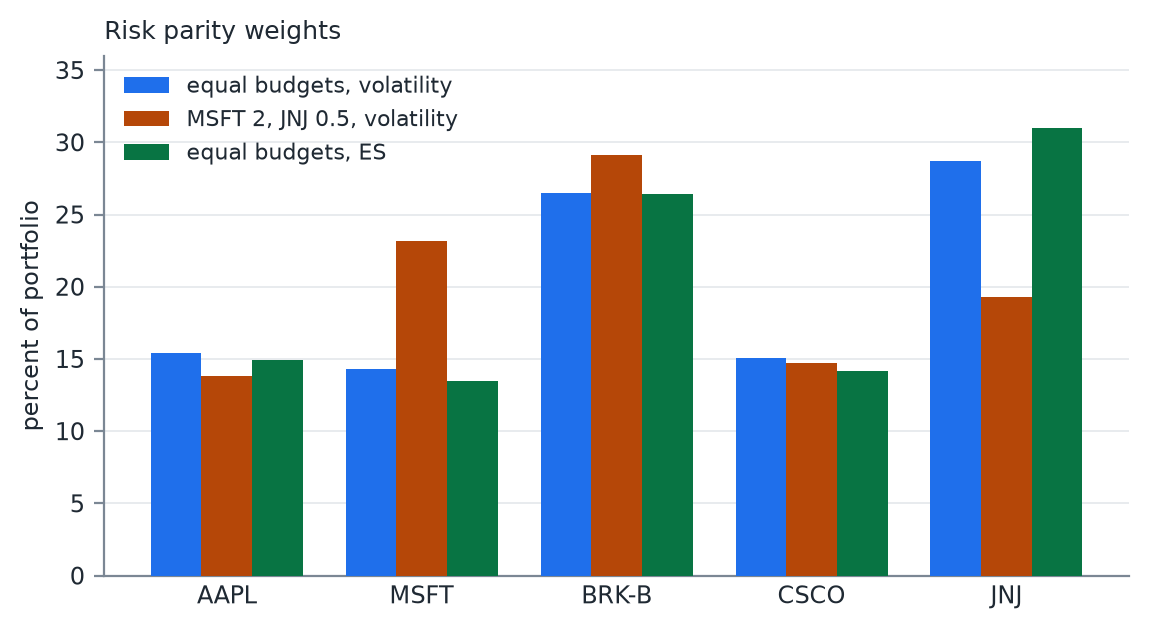 Risk parity weights
equal budgets, volatility
MSFT 2, JNJ 0.5, volatility
equal budgets, ES
percent of portfolio
35
30
25
20
15
10
5
0
AAPL
MSFT
BRK-B
CSCO
JNJ